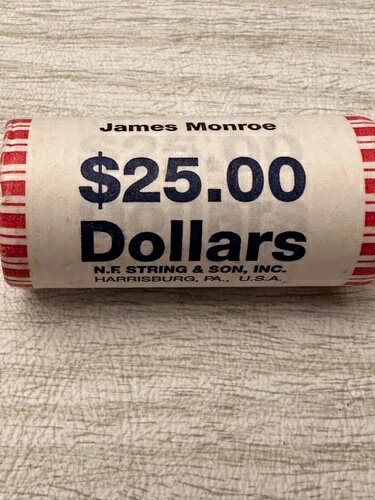 James Monroe
$25.00
Dollars
N.F. STRING & SON, INC.
HARRISBURG, PA., U.S.A.